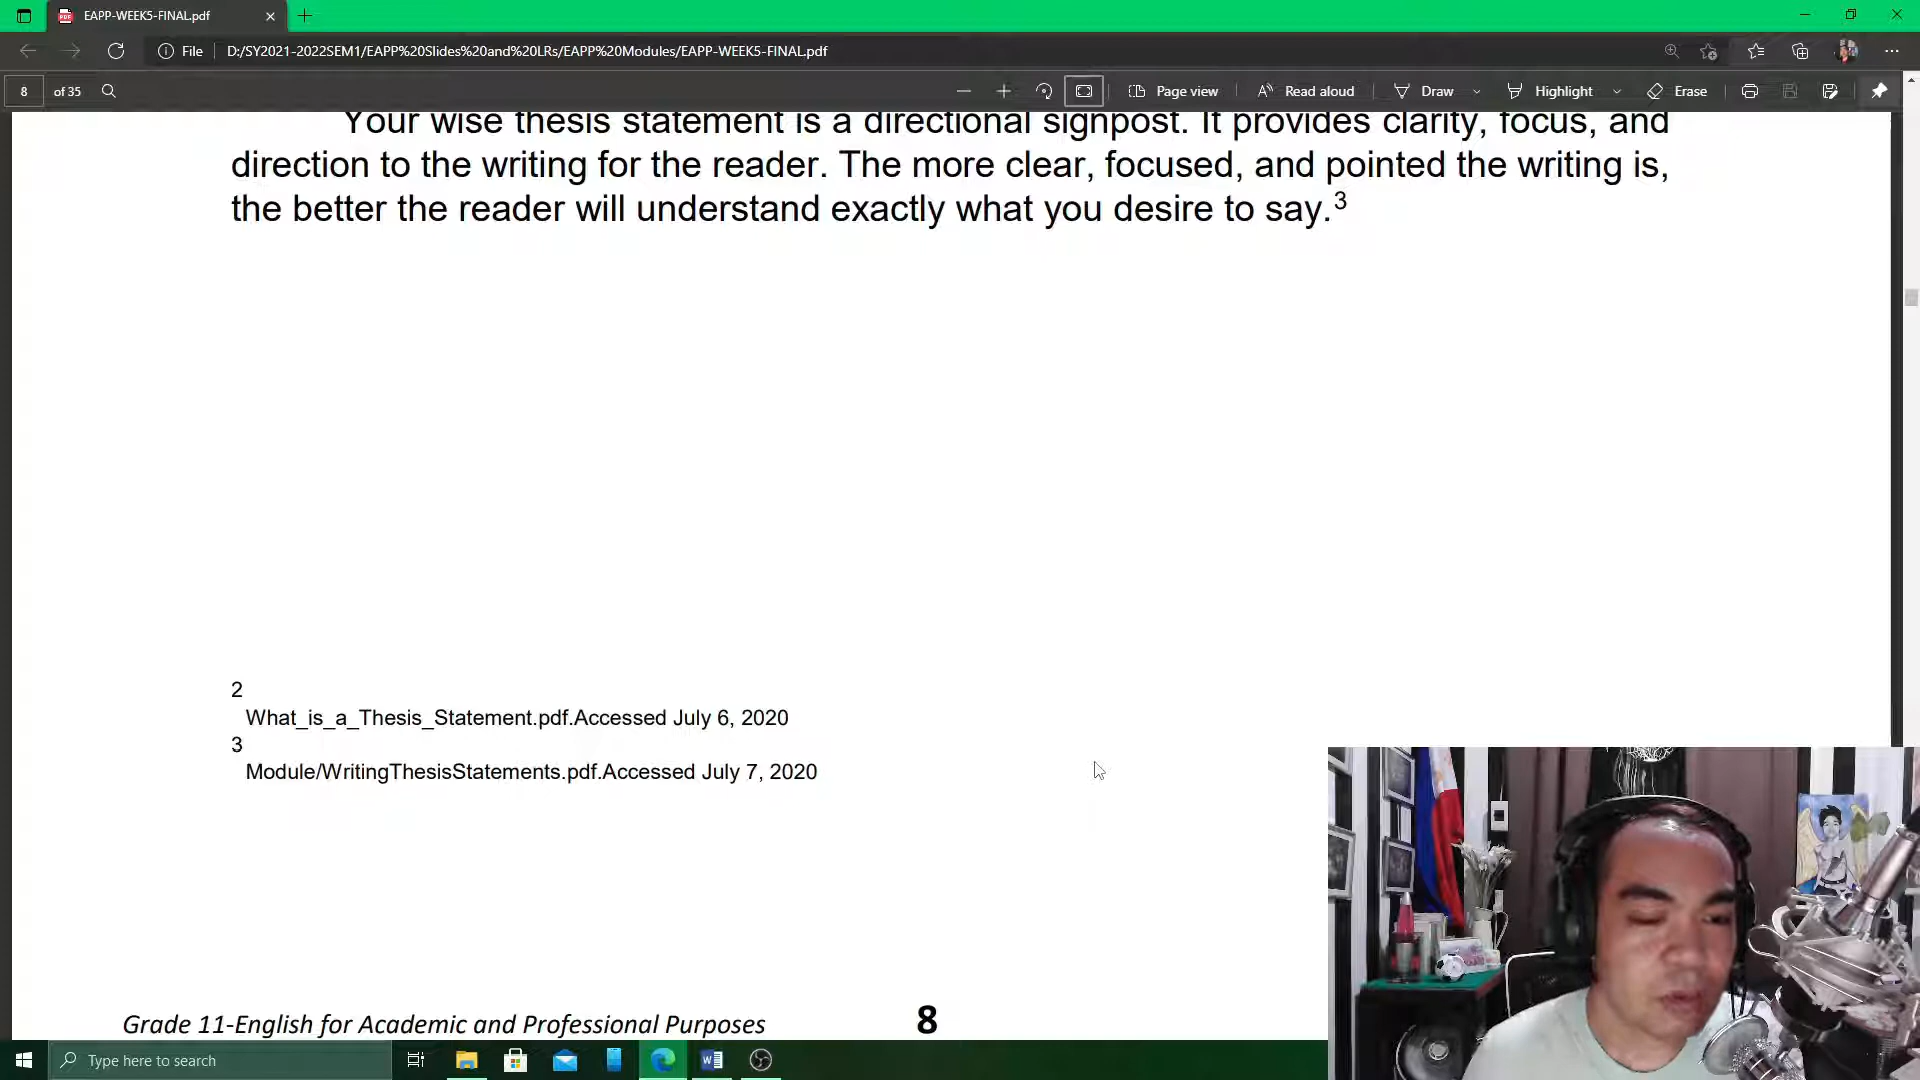 EAPP-WEEK5-FINAL.pdf
File D:/SY2021-2022SEM1/EAPP%20Slides%20and%20LRs/EAPP%20Modules/EAPP-WEEK5-FINAL.pdf
8 of 35 Page view Read aloud Draw Highlight Erase
Your wise thesis statement is a directional signpost. It provides clarity, focus, and
direction to the writing for the reader. The more clear, focused, and pointed the writing is,
the better the reader will understand exactly what you desire to say.3
2
What_is_a_Thesis_Statement.pdf.Accessed July 6, 2020
3
Module/WritingThesisStatements.pdf.Accessed July 7, 2020
Grade 11-English for Academic and Professional Purposes 8
Type here to search